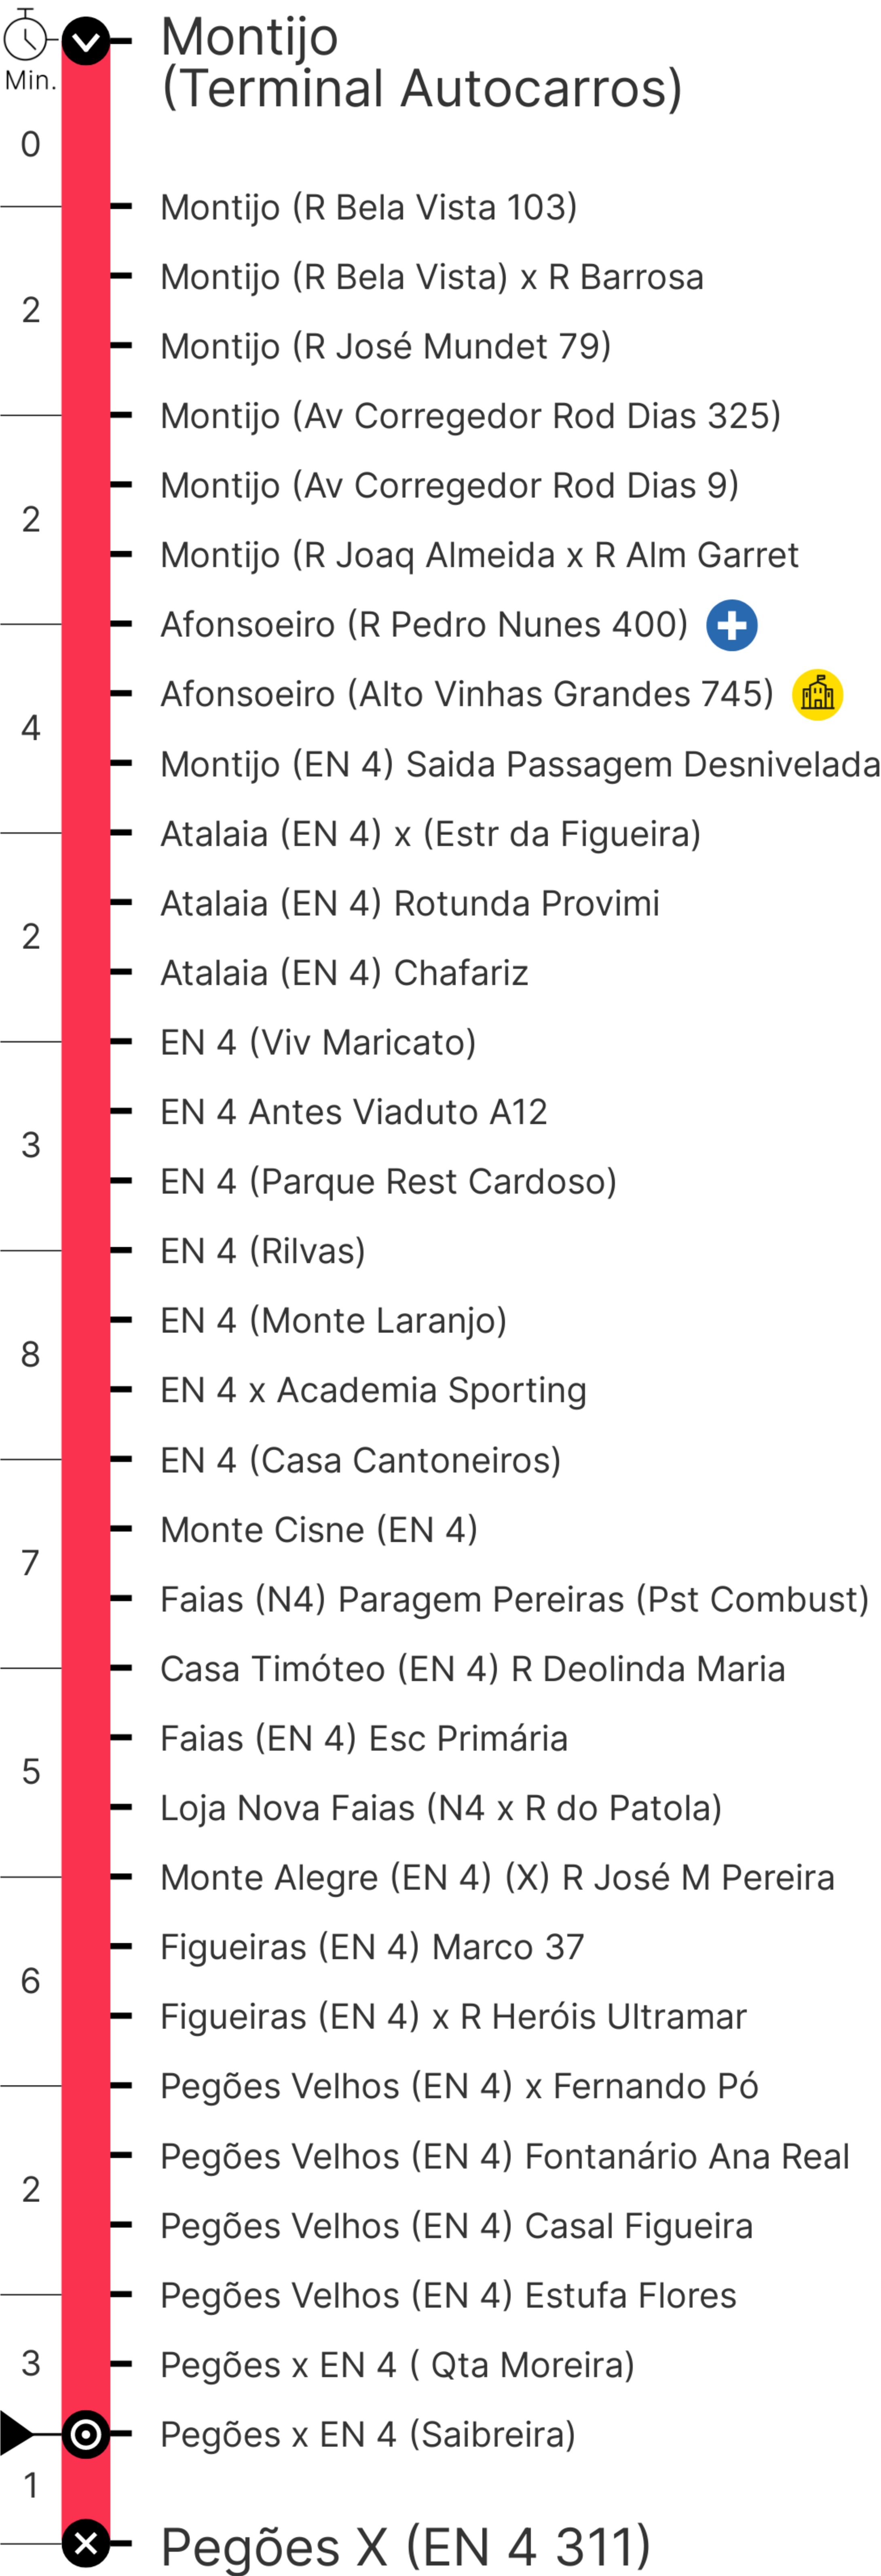 Montijo
(Terminal Autocarros)
Min.
0
Montijo (R Bela Vista 103)
Montijo (R Bela Vista) x R Barrosa
2
Montijo (R José Mundet 79)
Montijo (Av Corregedor Rod Dias 325)
Montijo (Av Corregedor Rod Dias 9)
2
Montijo (R Joaq Almeida x R Alm Garret
Afonsoeiro (R Pedro Nunes 400)
Afonsoeiro (Alto Vinhas Grandes 745)
4
Montijo (EN 4) Saida Passagem Desnivelada
Atalaia (EN 4) x (Estr da Figueira)
Atalaia (EN 4) Rotunda Provimi
2
Atalaia (EN 4) Chafariz
EN 4 (Viv Maricato)
EN 4 Antes Viaduto A12
3
EN 4 (Parque Rest Cardoso)
EN 4 (Rilvas)
EN 4 (Monte Laranjo)
8
EN 4 x Academia Sporting
EN 4 (Casa Cantoneiros)
Monte Cisne (EN 4)
7
Faias (N4) Paragem Pereiras (Pst Combust)
Casa Timóteo (EN 4) R Deolinda Maria
Faias (EN 4) Esc Primária
5
Loja Nova Faias (N4 x R do Patola)
Monte Alegre (EN 4) (X) R José M Pereira
Figueiras (EN 4) Marco 37
6
Figueiras (EN 4) x R Heróis Ultramar
Pegões Velhos (EN 4) x Fernando Pó
Pegões Velhos (EN 4) Fontanário Ana Real
2
Pegões Velhos (EN 4) Casal Figueira
Pegões Velhos (EN 4) Estufa Flores
3
Pegões x EN 4 ( Qta Moreira)
Pegões x EN 4 (Saibreira)
1
Pegões X (EN 4 311)